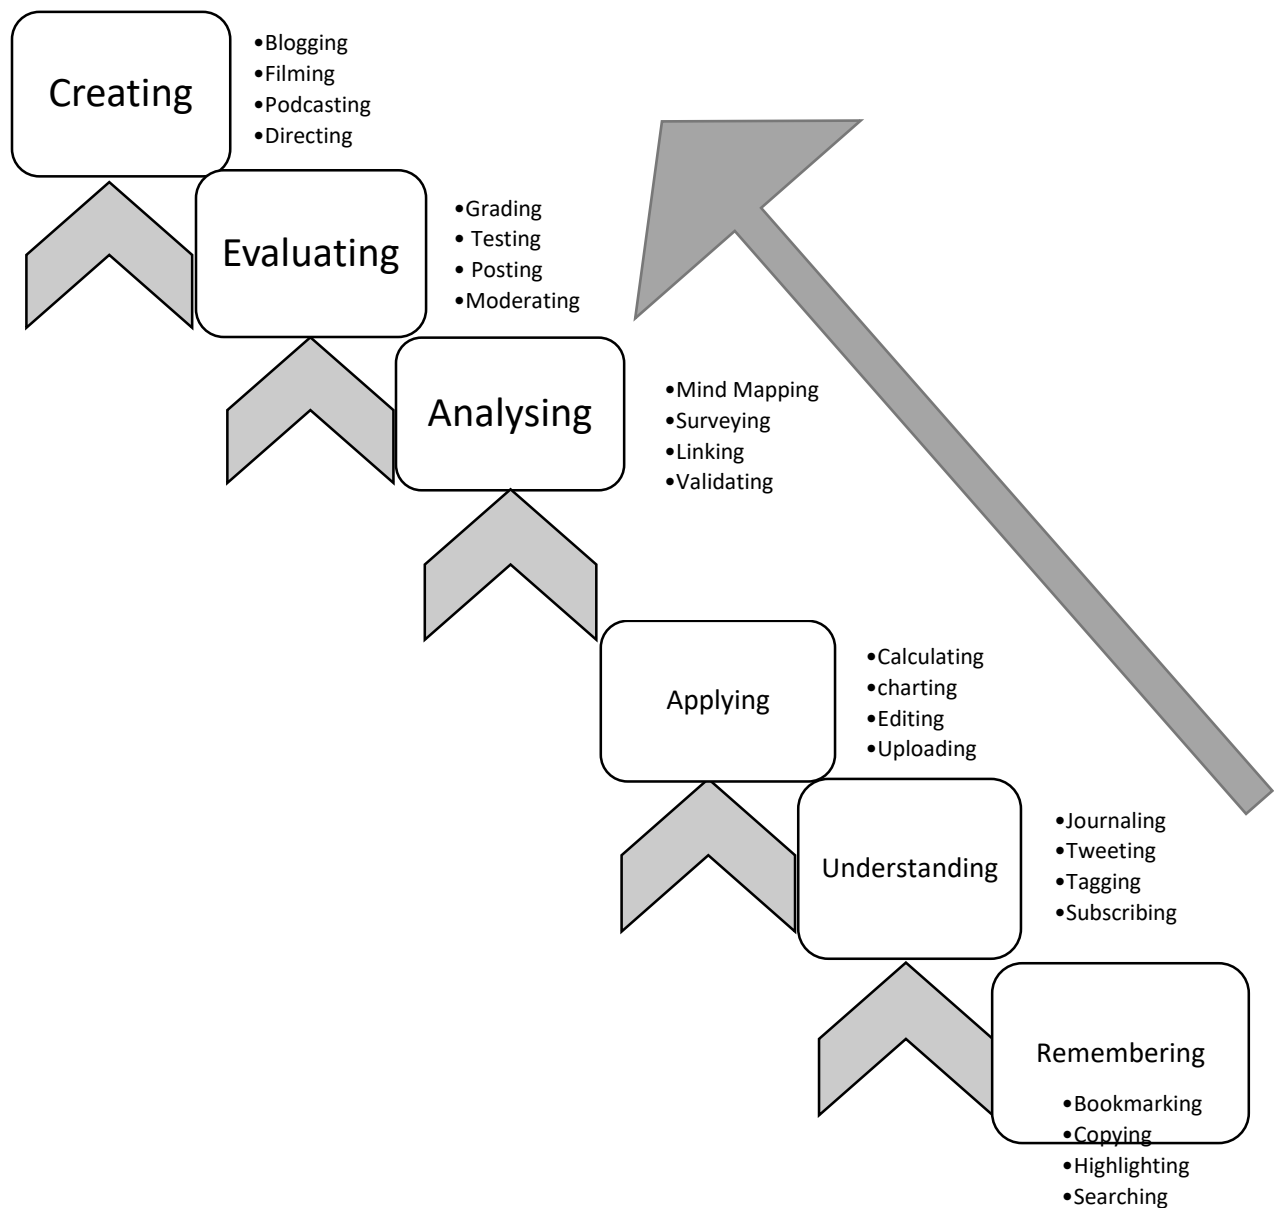 Creating
•Blogging
•Filming
•Podcasting
•Directing
Evaluating
•Grading
• Testing
• Posting
•Moderating
Analysing
•Mind Mapping
•Surveying
•Linking
•Validating
Applying
•Calculating
•charting
•Editing
•Uploading
Understanding
•Journaling
•Tweeting
•Tagging
•Subscribing
Remembering
•Bookmarking
•Copying
•Highlighting
•Searching